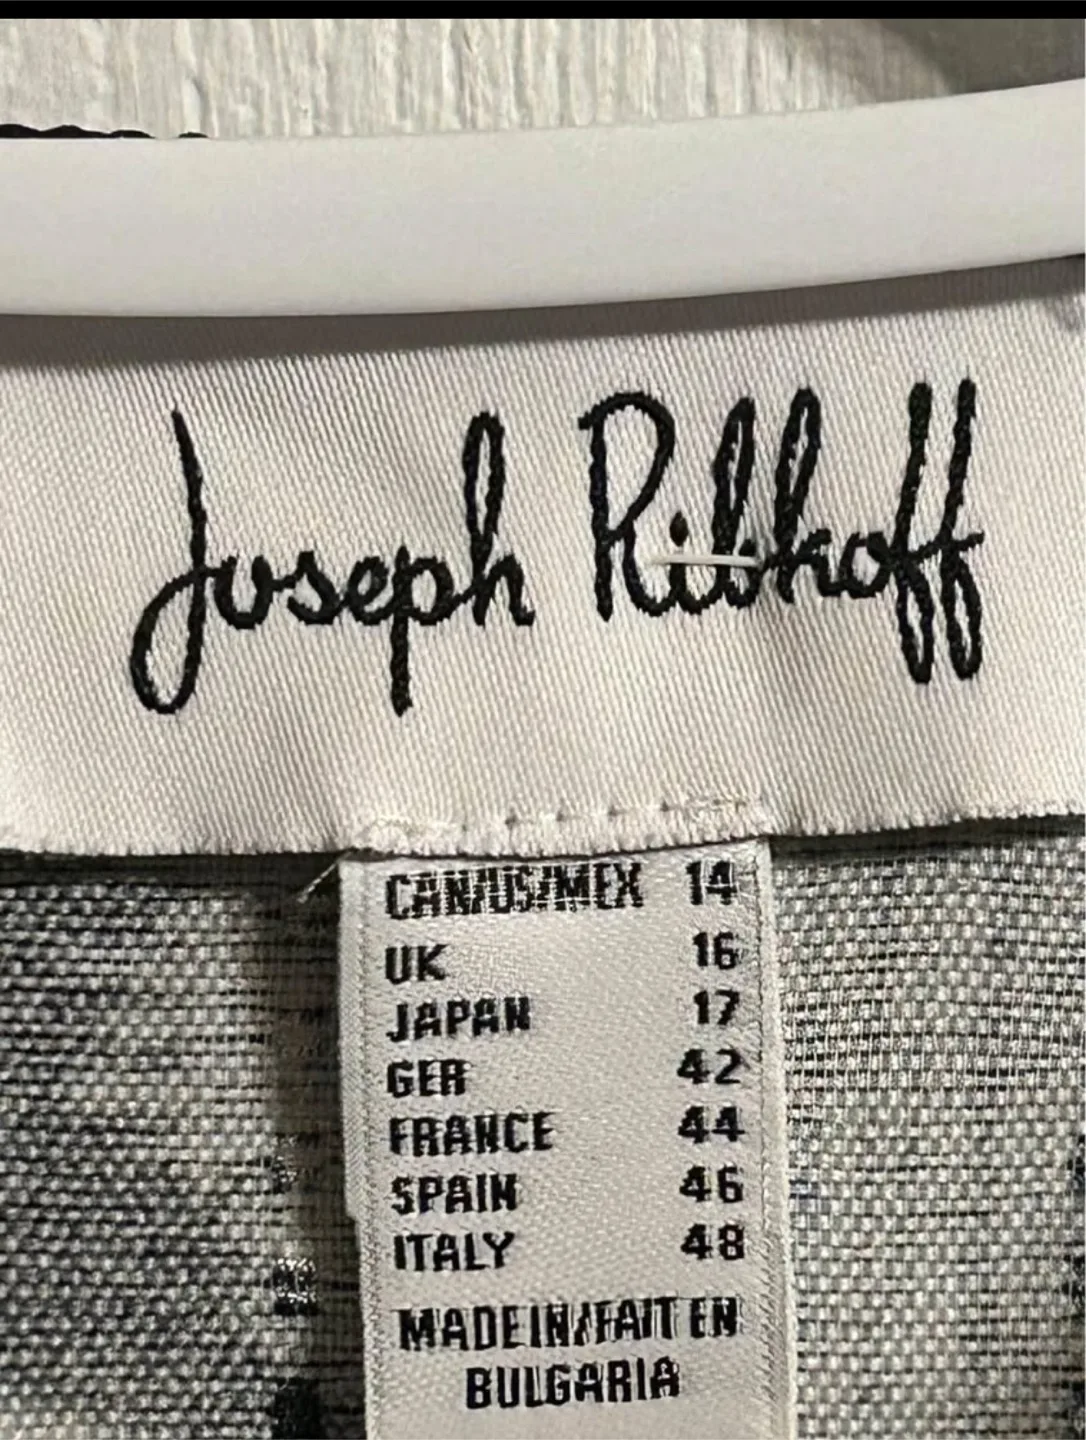 Joseph Ribkoff
CAN/US/MEX 14
UK 16
JAPAN 17
GER 42
FRANCE 44
SPAIN 46
ITALY 48
MADE IN/FAIT EN
BULGARIA